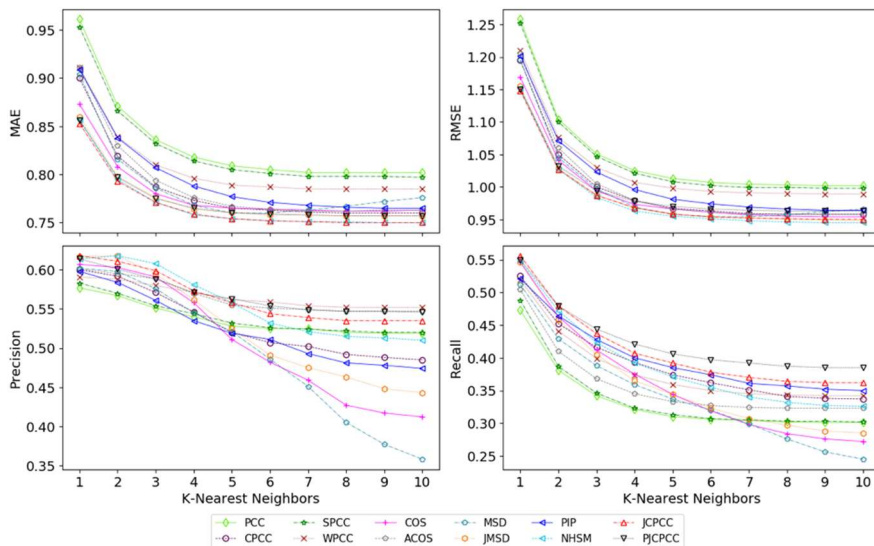 0.95
0.90
0.85
0.80
0.75
MAE
1.25
1.20
1.15
1.10
1.05
1.00
0.95
RMSE
0.60
0.55
0.50
0.45
0.40
0.35
Precision
1 2 3 4 5 6 7 8 9 10
K-Nearest Neighbors
0.55
0.50
0.45
0.40
0.35
0.30
0.25
Recall
1 2 3 4 5 6 7 8 9 10
K-Nearest Neighbors
PCC SPCC COS MSD PIP JCPCC
CPCC WPCC ACOS JMSD NHSM PJCPCC